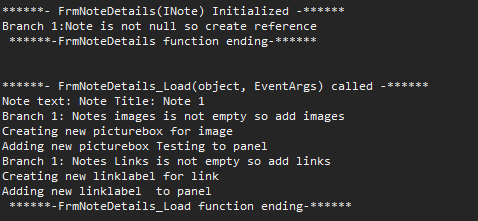 ******- FrmNoteDetails(INote) Initialized -******
Branch 1:Note is not null so create reference
******-FrmNoteDetails function ending-******
******- FrmNoteDetails_Load(object, EventArgs) called -******
Note text: Note Title: Note 1
Branch 1: Notes images is not empty so add images
Creating new picturebox for image
Adding new picturebox Testing to panel
Branch 1: Notes Links is not empty so add links
Creating new linklabel for link
Adding new linklabel  to panel
******-FrmNoteDetails_Load function ending-******